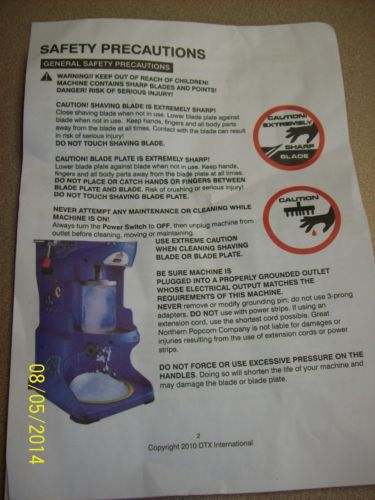 SAFETY PRECAUTIONS
GENERAL SAFETY PRECAUTIONS
WARNING!! KEEP OUT OF REACH OF CHILDREN!
MACHINE CONTAINS SHARP BLADES AND POINTS!
DANGER! RISK OF SERIOUS INJURY!
CAUTION! SHAVING BLADE IS EXTREMELY SHARP!
Close shaving blade when not in use. Lower blade plate against
blade when not in use. Keep hands, fingers and all body parts
away from the blade at all times. Contact with the blade can result
in risk of serious injury!
DO NOT TOUCH SHAVING BLADE.
CAUTION!
EXTREMELY
SHARP
BLADE
CAUTION! BLADE PLATE IS EXTREMELY SHARP!
Lower blade plate against blade when not in use. Keep hands,
fingers and all body parts away from the blade plate at all times.
DO NOT PLACE OR CATCH HANDS OR FINGERS BETWEEN
BLADE PLATE AND BLADE. Risk of crushing or serious injury!
DO NOT TOUCH SHAVING BLADE PLATE.
CAUTION
NEVER ATTEMPT ANY MAINTENANCE OR CLEANING WHILE
MACHINE IS ON!
Always turn the Power Switch to OFF, then unplug machine from
outlet before cleaning, moving or maintaining.
USE EXTREME CAUTION
WHEN CLEANING SHAVING
BLADE OR BLADE PLATE.
BE SURE MACHINE IS
PLUGGED INTO A PROPERLY GROUNDED OUTLET
WHOSE ELECTRICAL OUTPUT MATCHES THE
REQUIREMENTS OF THIS MACHINE.
NEVER remove or modify grounding pin; do not use 3-prong
adapters. DO NOT use with power strips. If using an
extension cord, use the shortest cord possible. Great
Northern Popcorn Company is not liable for damages or
injuries resulting from the use of extension cords or power
strips.
DO NOT FORCE OR USE EXCESSIVE PRESSURE ON THE
HANDLES. Doing so will shorten the life of your machine and
may damage the blade or blade plate.
2
Copyright 2010 DTX International
08/05/2014